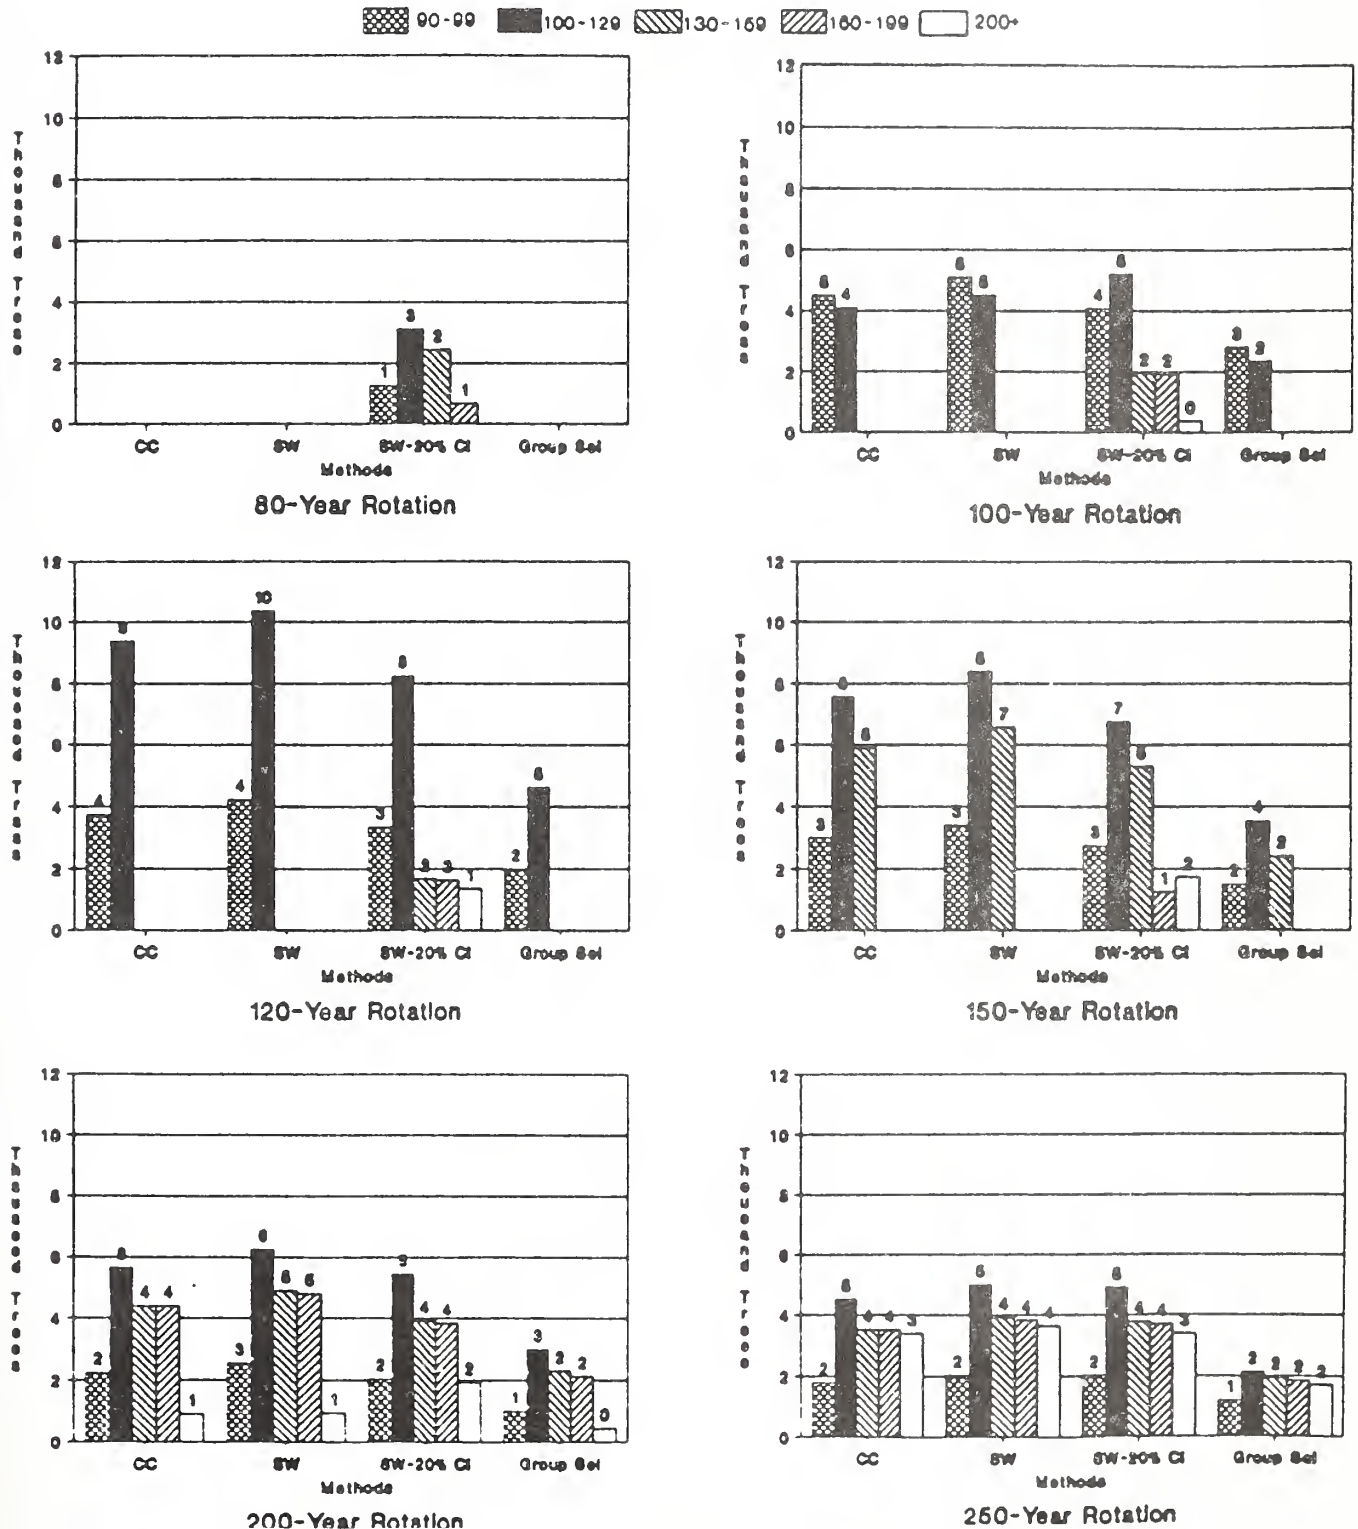 90-99 100-129 130-159 160-199 200+
Thousand Trees
12
10
8
6
4
2
0
1 3 2 1
CC SW SW-20% Cl Group Sel
Methods
80-Year Rotation
Thousand Trees
12
10
8
6
4
2
0
5 4 5 5 4 5 2 2 0 3 2
CC SW SW-20% Cl Group Sel
Methods
100-Year Rotation
Thousand Trees
12
10
8
6
4
2
0
4 9 4 10 3 8 2 2 1 2 5
CC SW SW-20% Cl Group Sel
Methods
120-Year Rotation
Thousand Trees
12
10
8
6
4
2
0
3 8 6 3 8 7 3 7 5 1 2 2 4 2
CC SW SW-20% Cl Group Sel
Methods
150-Year Rotation
Thousand Trees
12
10
8
6
4
2
0
2 6 4 4 1 3 6 5 5 1 2 5 4 4 2 1 3 2 2 0
CC SW SW-20% Cl Group Sel
Methods
200-Year Rotation
Thousand Trees
12
10
8
6
4
2
0
2 5 4 4 3 2 5 4 4 4 2 5 4 4 3 1 2 2 2 2
CC SW SW-20% Cl Group Sel
Methods
250-Year Rotation